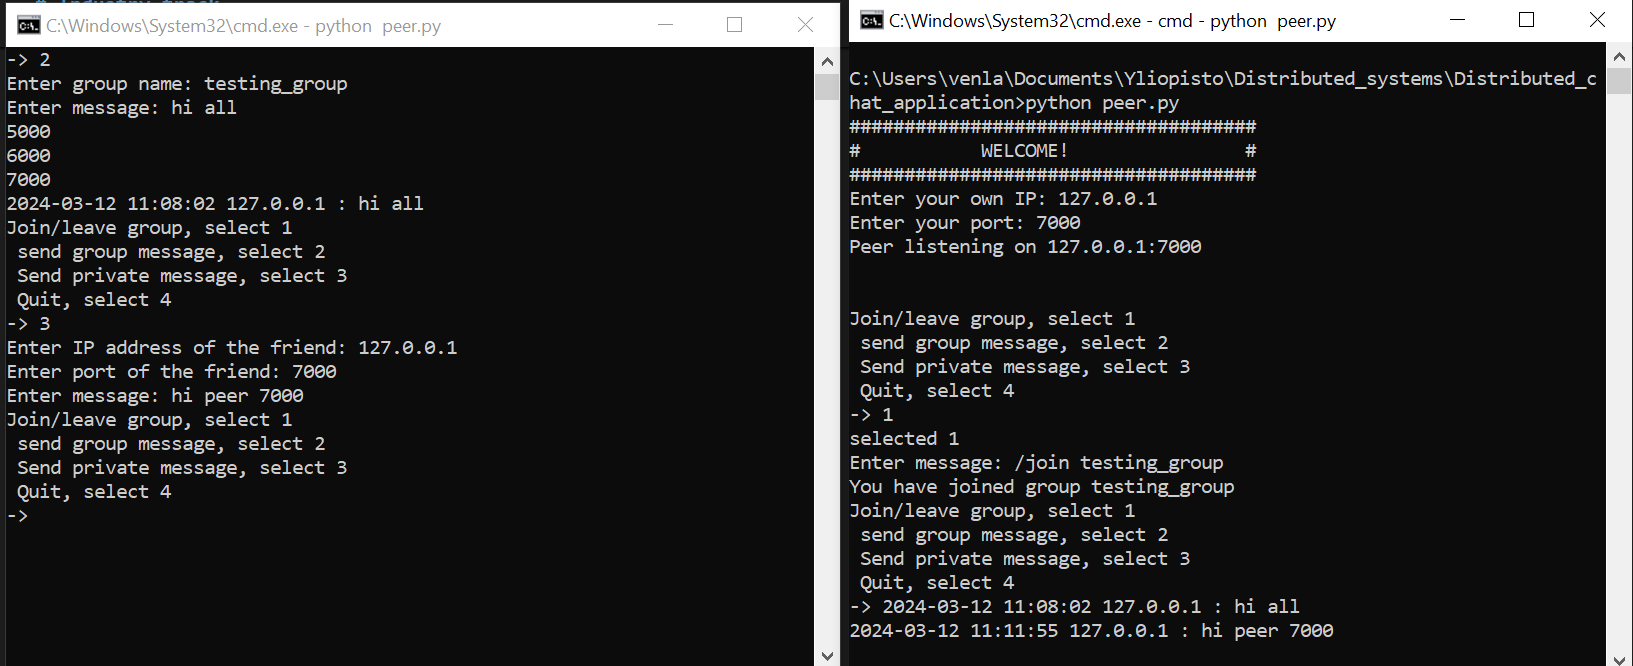 C:\Windows\System32\cmd.exe - python  peer.py
-> 2
Enter group name: testing_group
Enter message: hi all
5000
6000
7000
2024-03-12 11:08:02 127.0.0.1 : hi all
Join/leave group, select 1
 send group message, select 2
 Send private message, select 3
 Quit, select 4
-> 3
Enter IP address of the friend: 127.0.0.1
Enter port of the friend: 7000
Enter message: hi peer 7000
Join/leave group, select 1
 send group message, select 2
 Send private message, select 3
 Quit, select 4
->
C:\Windows\System32\cmd.exe - cmd - python  peer.py
C:\Users\venla\Documents\Yliopisto\Distributed_systems\Distributed_c
hat_application>python peer.py
#####################################
#           WELCOME!                #
#####################################
Enter your own IP: 127.0.0.1
Enter your port: 7000
Peer listening on 127.0.0.1:7000
Join/leave group, select 1
 send group message, select 2
 Send private message, select 3
 Quit, select 4
-> 1
selected 1
Enter message: /join testing_group
You have joined group testing_group
Join/leave group, select 1
 send group message, select 2
 Send private message, select 3
 Quit, select 4
-> 2024-03-12 11:08:02 127.0.0.1 : hi all
2024-03-12 11:11:55 127.0.0.1 : hi peer 7000